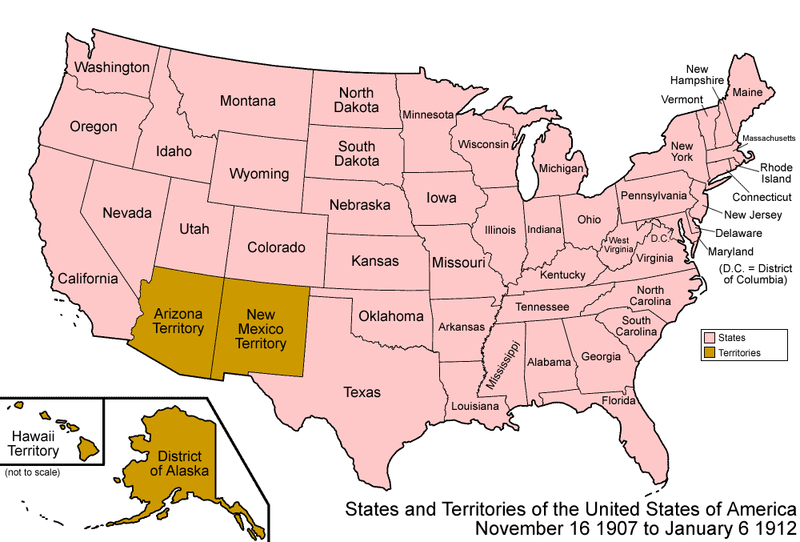 Washington
Oregon
California
Nevada
Idaho
Montana
Wyoming
Utah
Colorado
Arizona
Territory
New
Mexico
Territory
North
Dakota
South
Dakota
Nebraska
Kansas
Oklahoma
Texas
Minnesota
Iowa
Missouri
Arkansas
Louisiana
Wisconsin
Illinois
Michigan
Indiana
Ohio
Kentucky
Tennessee
Mississippi
Alabama
Georgia
Florida
South
Carolina
North
Carolina
Virginia
West
Virginia
D.C.
Pennsylvania
New
York
Vermont
New
Hampshire
Maine
Massachusetts
Rhode
Island
Connecticut
New Jersey
Delaware
Maryland
(D.C. = District
of Columbia)
States
Territories
Hawaii
Territory
(not to scale)
District
of Alaska
States and Territories of the United States of America
November 16 1907 to January 6 1912